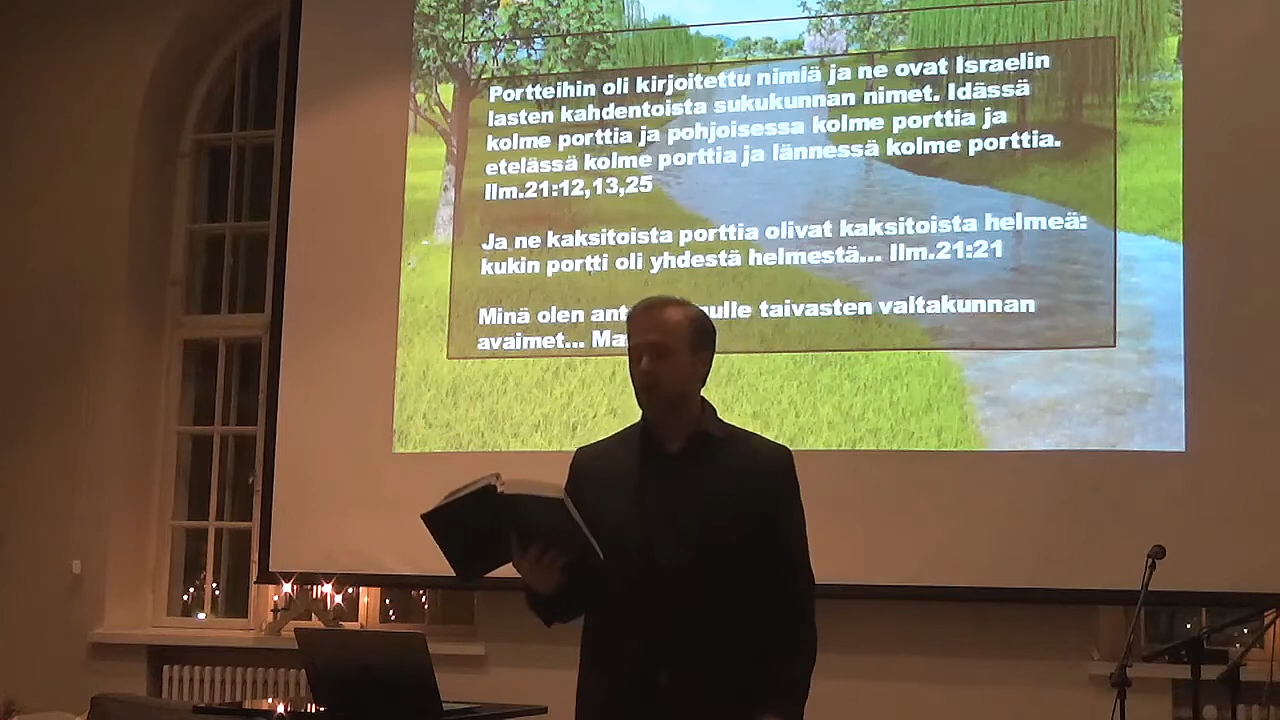 Portteihin oli kirjoitettu nimiä ja ne ovat Israelin
lasten kahdentoista sukukunnan nimet. Idässä
kolme porttia ja pohjoisessa kolme porttia ja
etelässä kolme porttia ja lännessä kolme porttia.
Ilm.21:12,13,25
Ja ne kaksitoista porttia olivat kaksitoista helmeä:
kukin portti oli yhdestä helmestä... Ilm.21:21
Minä olen taivasten valtakunnan
avaimet...